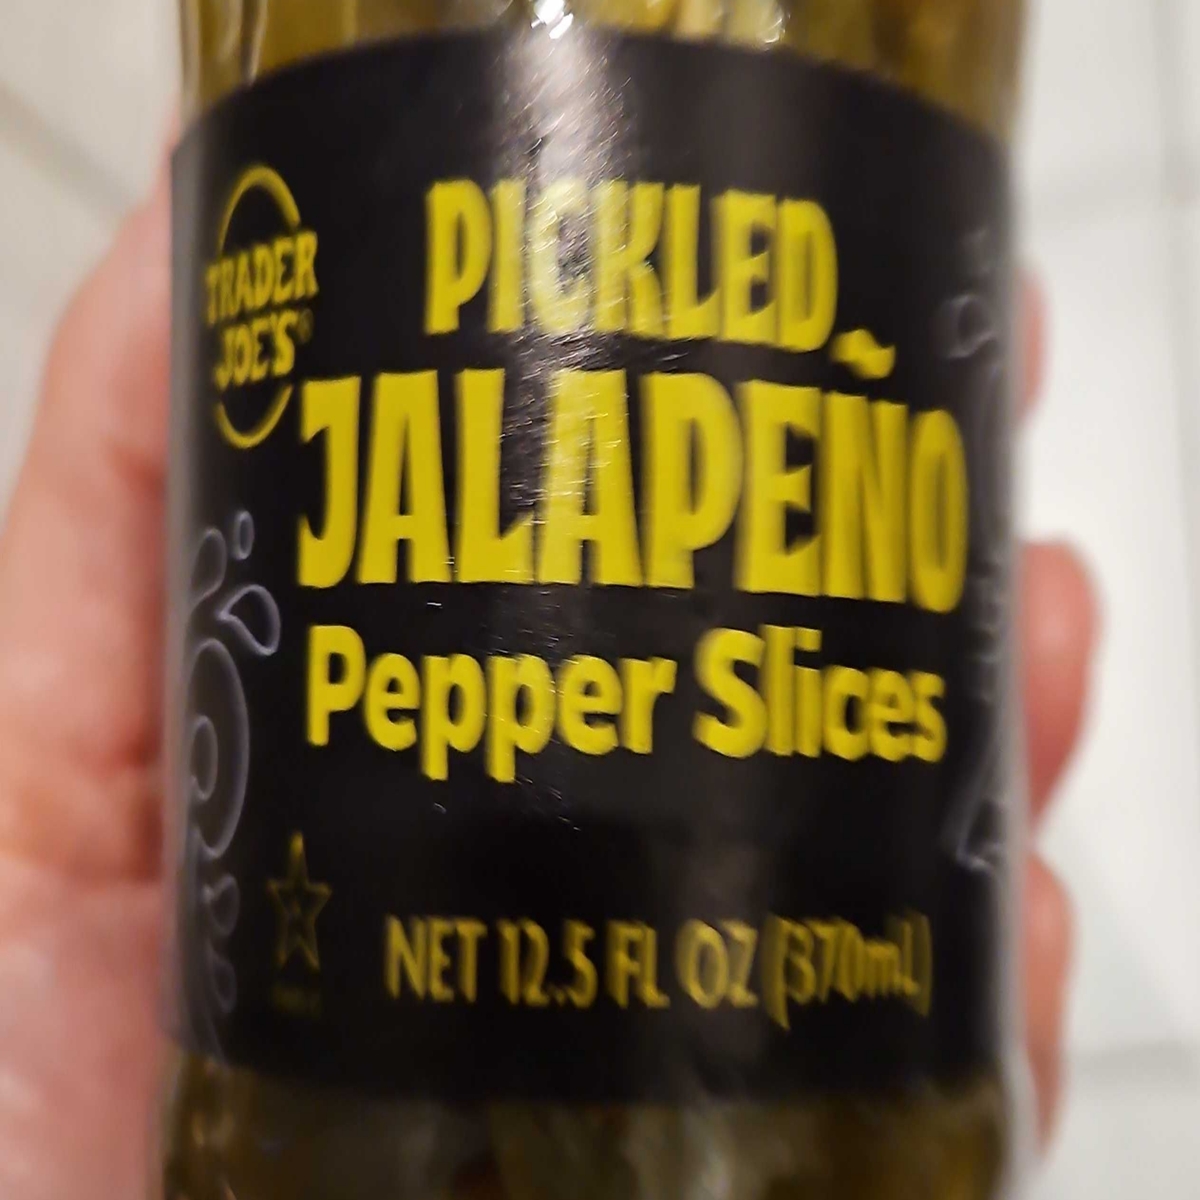 TRADER
JOE'S®
PICKLED
JALAPEÑO
Pepper Slices
NET 12.5 FL OZ (370mL)